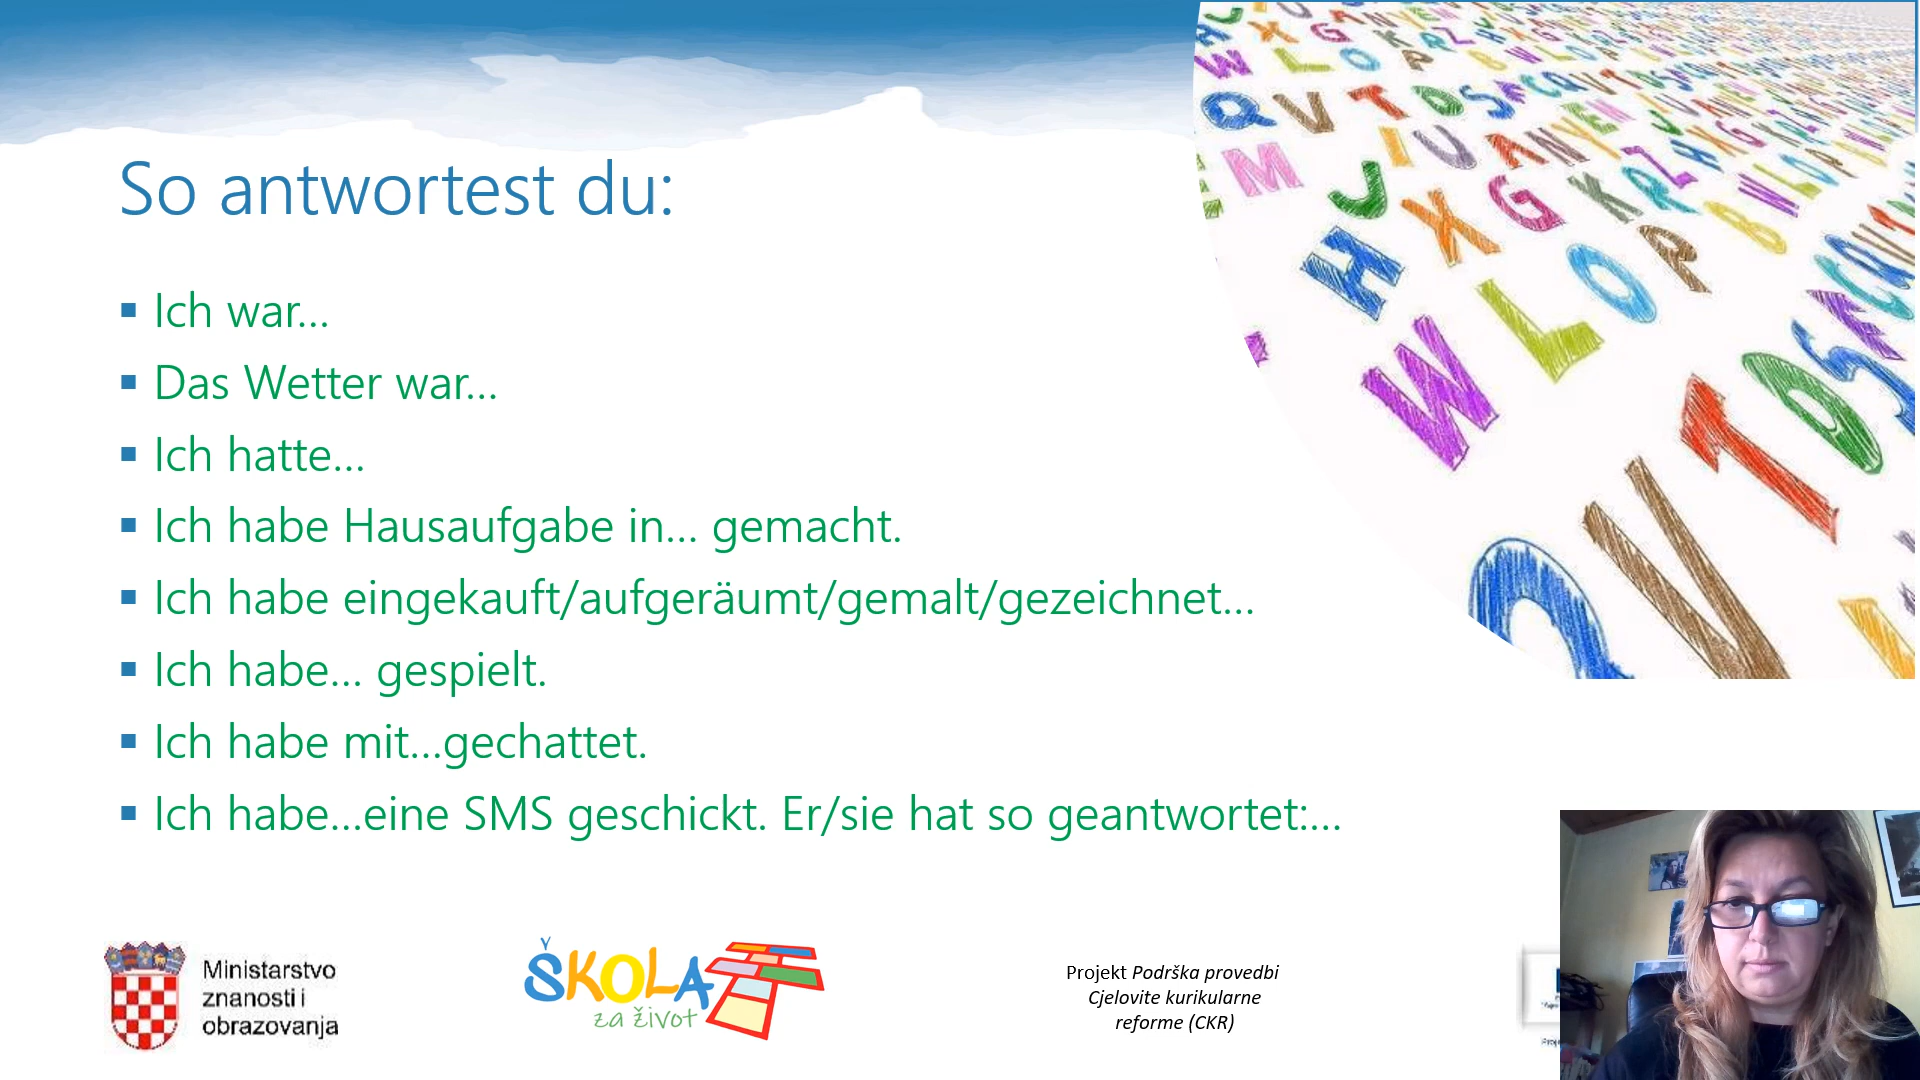 So antwortest du:
Ich war...
Das Wetter war...
Ich hatte...
Ich habe Hausaufgabe in... gemacht.
Ich habe eingekauft/aufgeräumt/gemalt/gezeichnet...
Ich habe... gespielt.
Ich habe mit...gechattet.
Ich habe...eine SMS geschickt. Er/sie hat so geantwortet:...
Ministarstvo
znanosti i
obrazovanja
ŠKOLA
za život
Projekt Podrška provedbi
Cjelovite kurikularne
reforme (CKR)